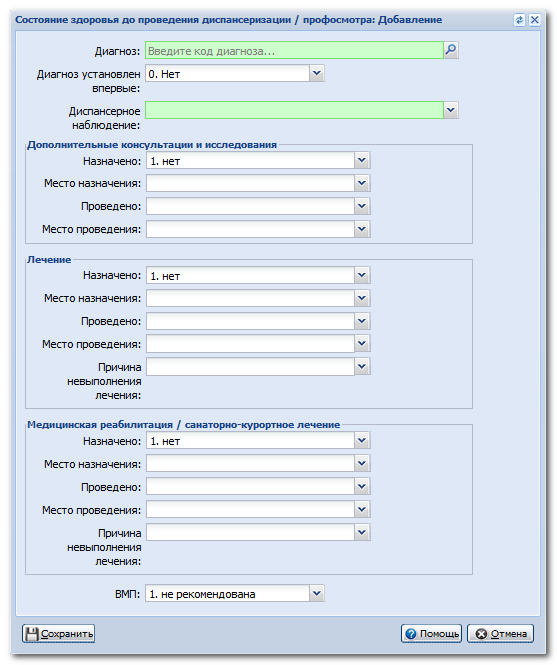 Состояние здоровья до проведения диспансеризации / профосмотра: Добавление
Диагноз: Введите код диагноза...
Диагноз установлен впервые: 0. Нет
Диспансерное наблюдение:
Дополнительные консультации и исследования
Назначено: 1. нет
Место назначения:
Проведено:
Место проведения:
Лечение
Назначено: 1. нет
Место назначения:
Проведено:
Место проведения:
Причина
невыполнения
лечения:
Медицинская реабилитация / санаторно-курортное лечение
Назначено: 1. нет
Место назначения:
Проведено:
Место проведения:
Причина
невыполнения
лечения:
ВМП: 1. не рекомендована
Сохранить Помощь Отмена